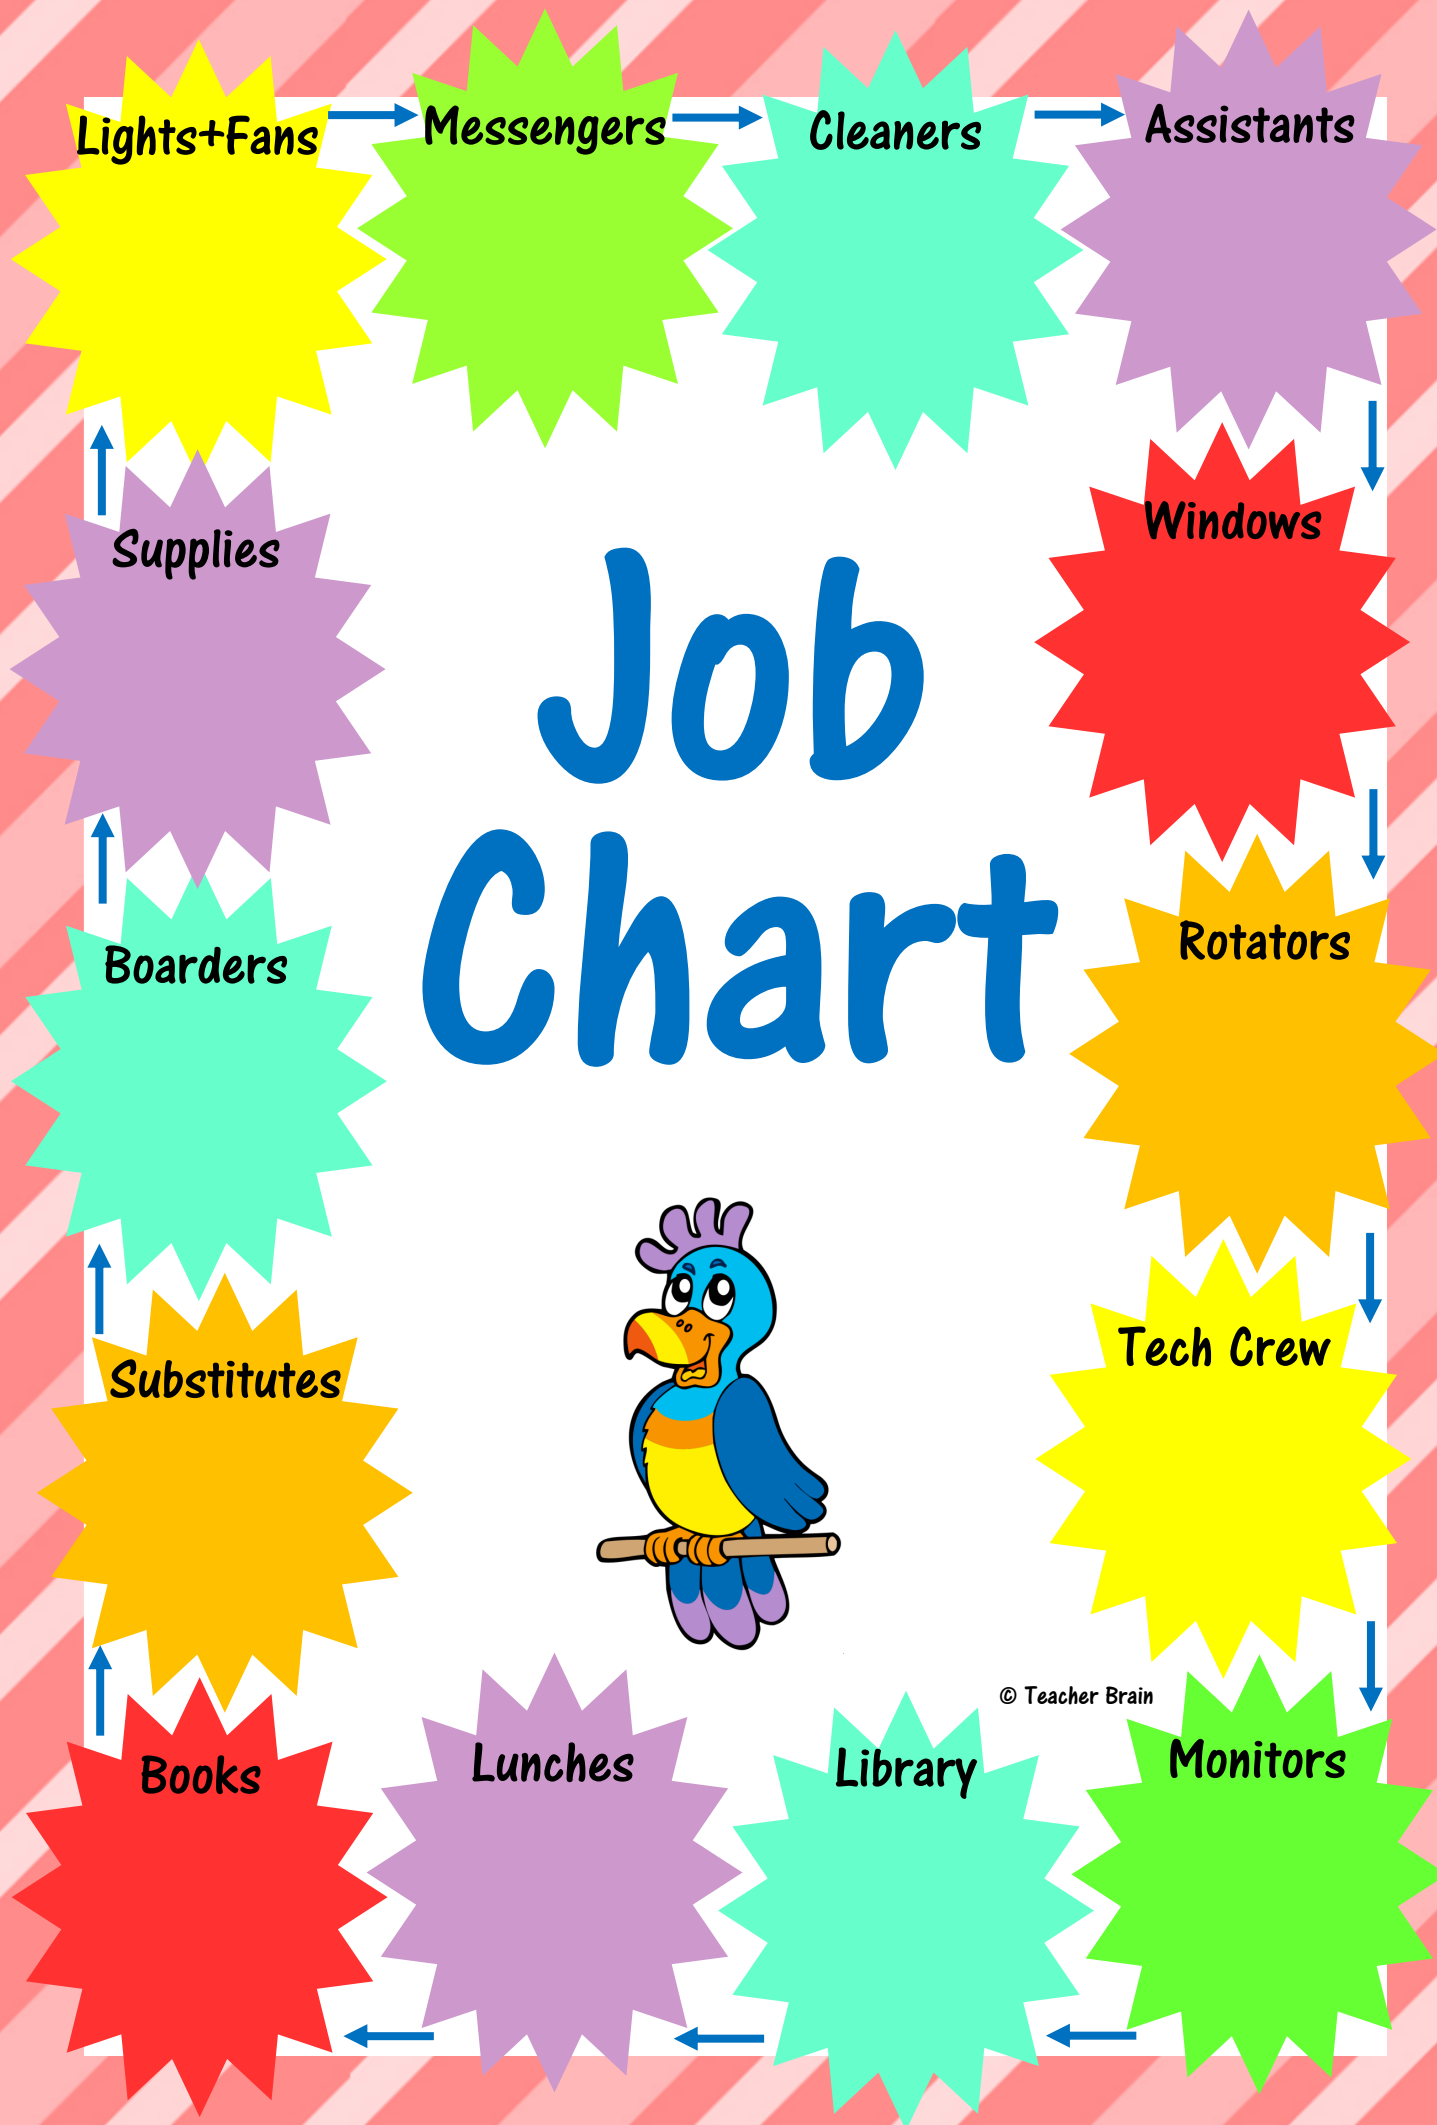 Lights+Fans
Messengers
Cleaners
Assistants
Windows
Supplies
Job
Chart
Rotators
Boarders
Tech Crew
Substitutes
© Teacher Brain
Books
Lunches
Library
Monitors